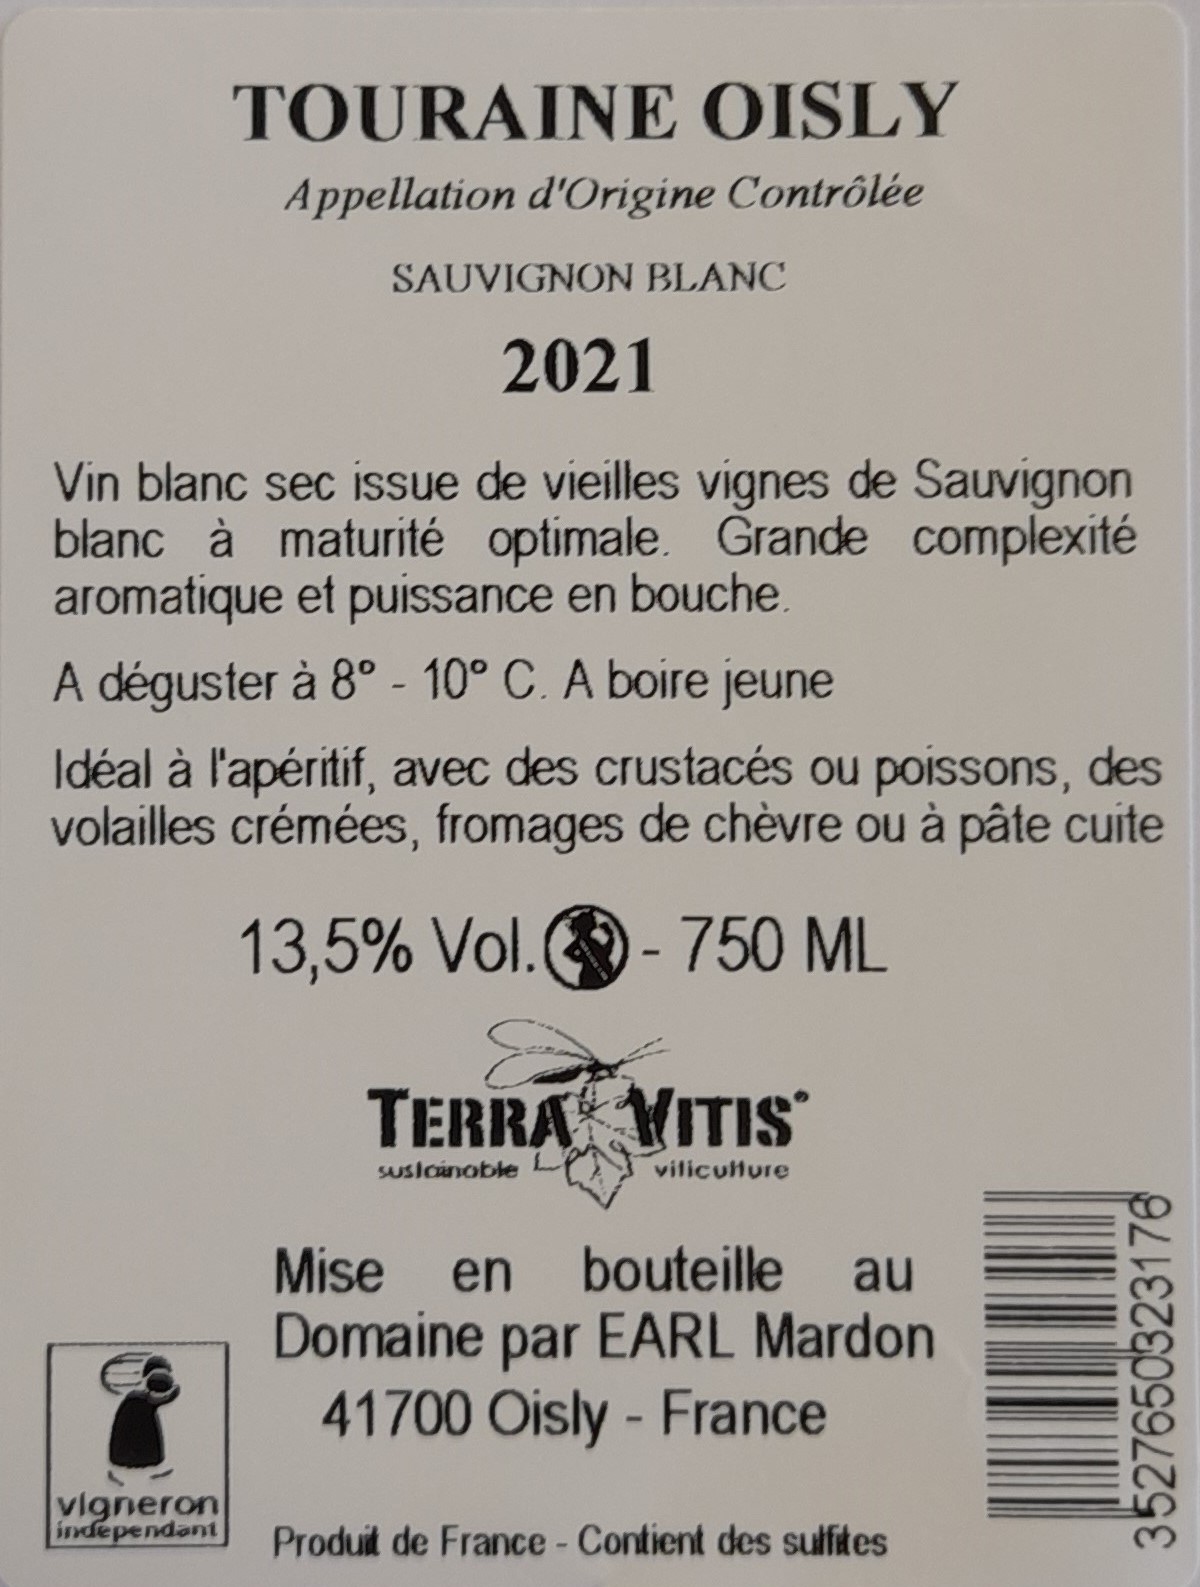 TOURAINE OISLY
Appellation d'Origine Contrôlée
SAUVIGNON BLANC
2021
Vin blanc sec issue de vieilles vignes de Sauvignon
blanc à maturité optimale. Grande complexité
aromatique et puissance en bouche.
A déguster à 8° - 10° C. A boire jeune
Idéal à l'apéritif, avec des crustacés ou poissons, des
volailles crémées, fromages de chèvre ou à pâte cuite
13,5% Vol. - 750 ML
TERRA VITIS®
sustainable viticulture
Mise en bouteille au
Domaine par EARL Mardon
41700 Oisly - France
vigneron
indépendant
Produit de France - Contient des sulfites
3527650323176